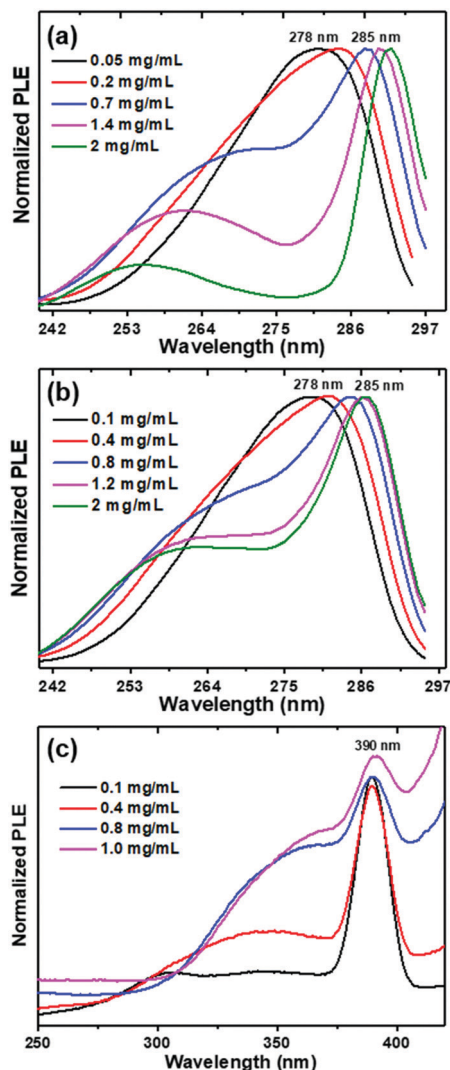 (a)
278 nm 285 nm
0.05 mg/mL
0.2 mg/mL
0.7 mg/mL
1.4 mg/mL
2 mg/mL
Normalized PLE
242 253 264 275 286 297
Wavelength (nm)
(b)
278 nm 285 nm
0.1 mg/mL
0.4 mg/mL
0.8 mg/mL
1.2 mg/mL
2 mg/mL
Normalized PLE
242 253 264 275 286 297
Wavelength (nm)
(c)
390 nm
0.1 mg/mL
0.4 mg/mL
0.8 mg/mL
1.0 mg/mL
Normalized PLE
250 300 350 400
Wavelength (nm)